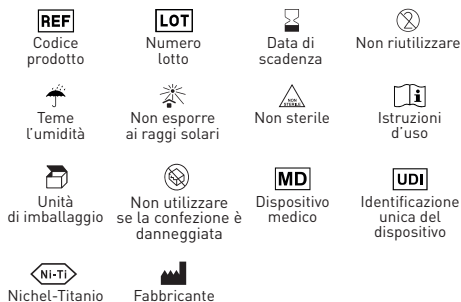 REF LOT
Codice prodotto
Numero lotto
Data di scadenza
Non riutilizzare
NON STERILE
Teme l'umidità
Non esporre ai raggi solari
Non sterile
Istruzioni d'uso
MD UDI
Unità di imballaggio
Non utilizzare se la confezione è danneggiata
Dispositivo medico
Identificazione unica del dispositivo
Ni-Ti
Nichel-Titanio
Fabbricante